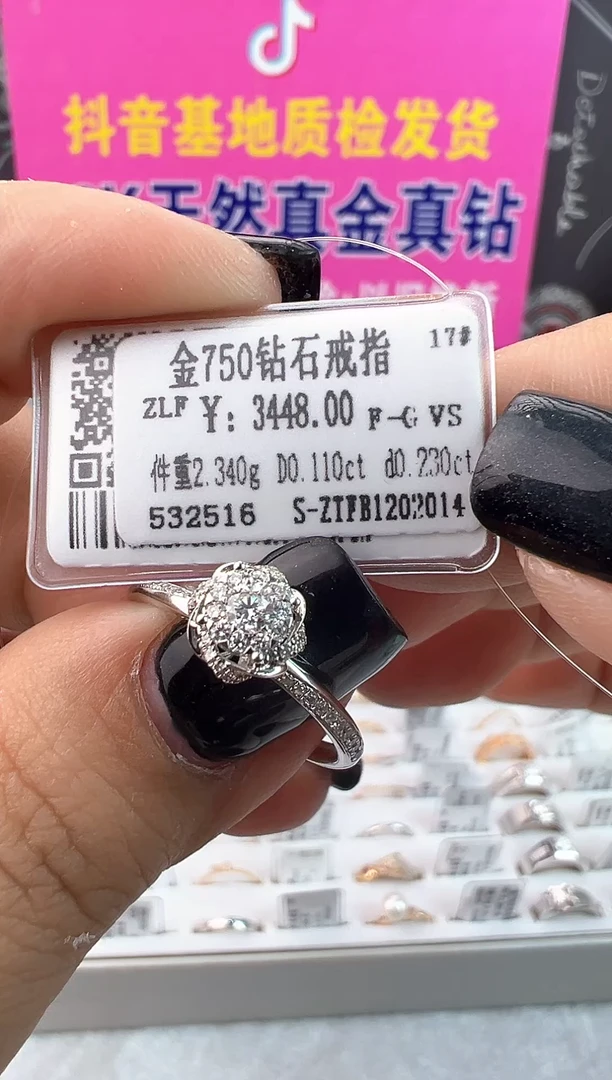 抖音基地质检发货
天然真金真钻
Detachable
金750钻石戒指 17#
ZLF ¥: 3448.00 F-G VS
件重2.340g D0.110ct d0.230ct
532516 S-ZTFB1202014